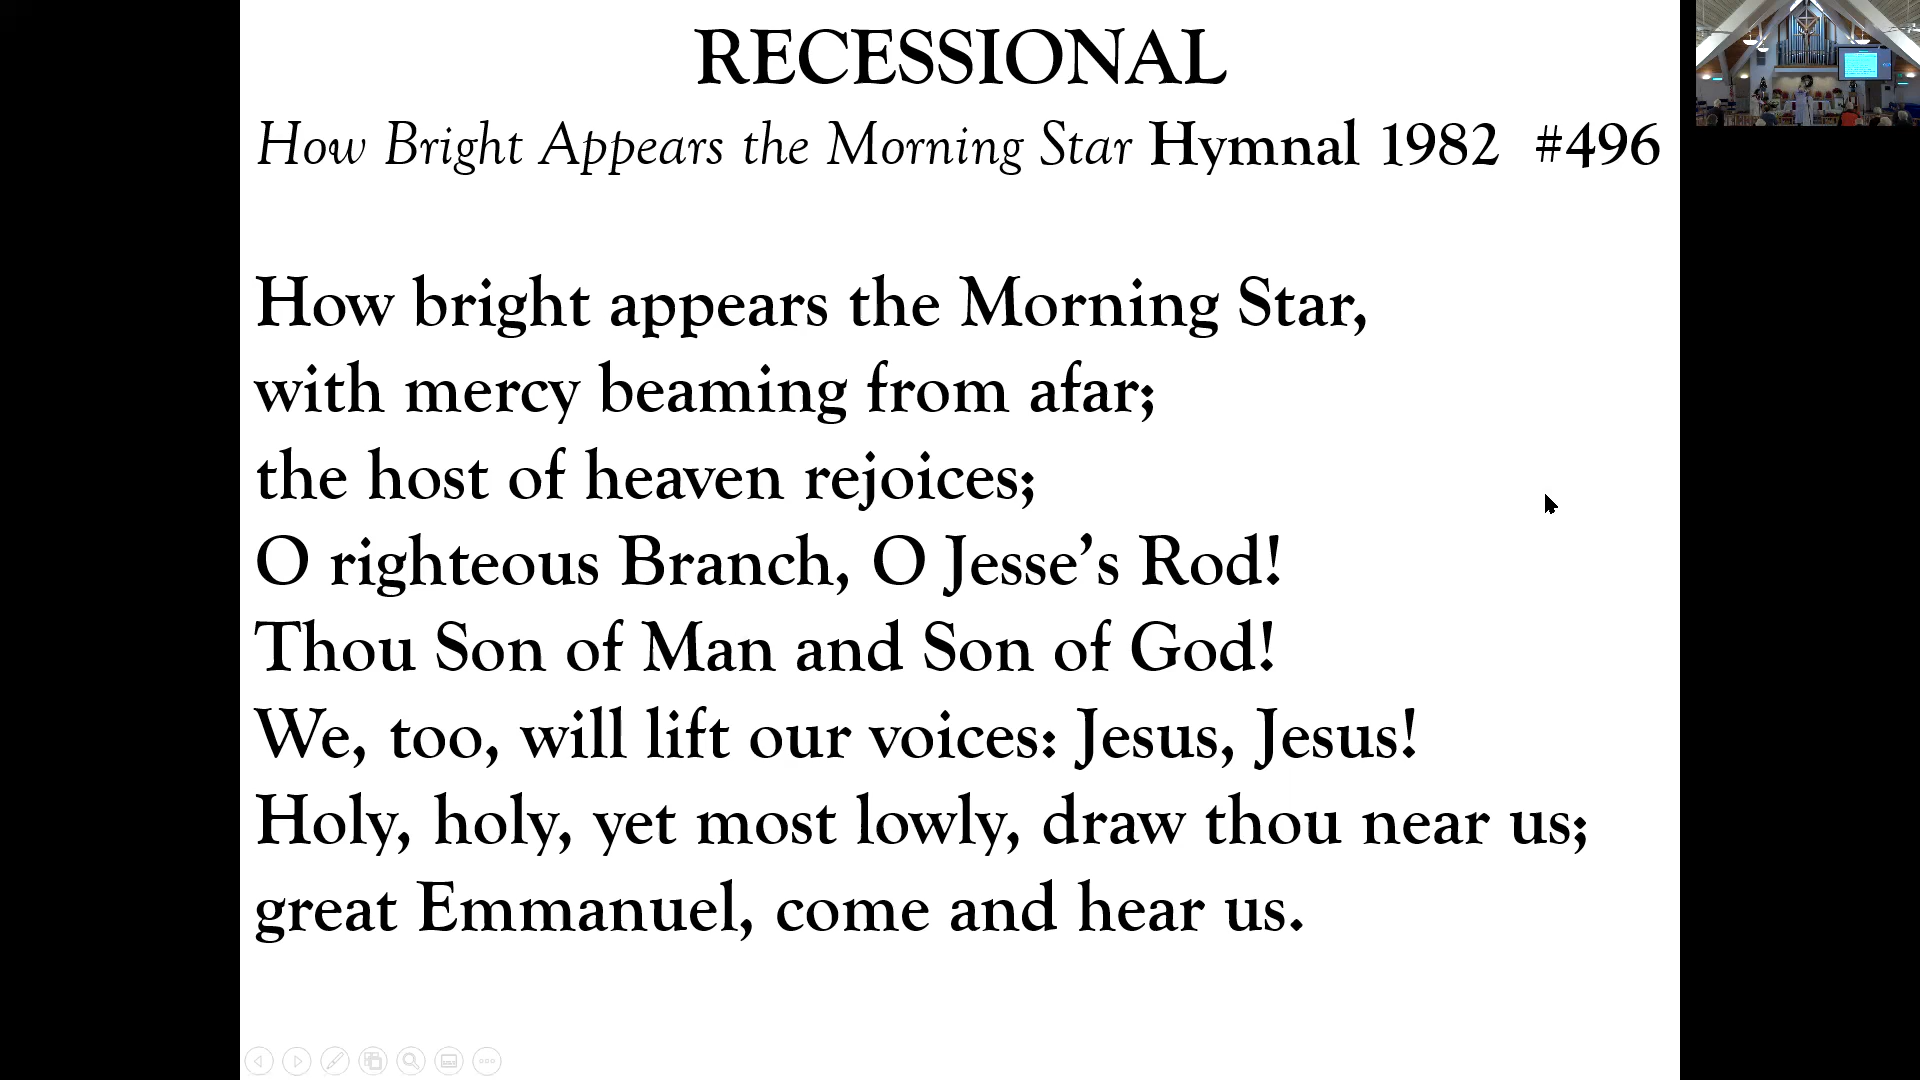 RECESSIONAL
How Bright Appears the Morning Star Hymnal 1982 #496
How bright appears the Morning Star,
with mercy beaming from afar;
the host of heaven rejoices;
O righteous Branch, O Jesse’s Rod!
Thou Son of Man and Son of God!
We, too, will lift our voices: Jesus, Jesus!
Holy, holy, yet most lowly, draw thou near us;
great Emmanuel, come and hear us.